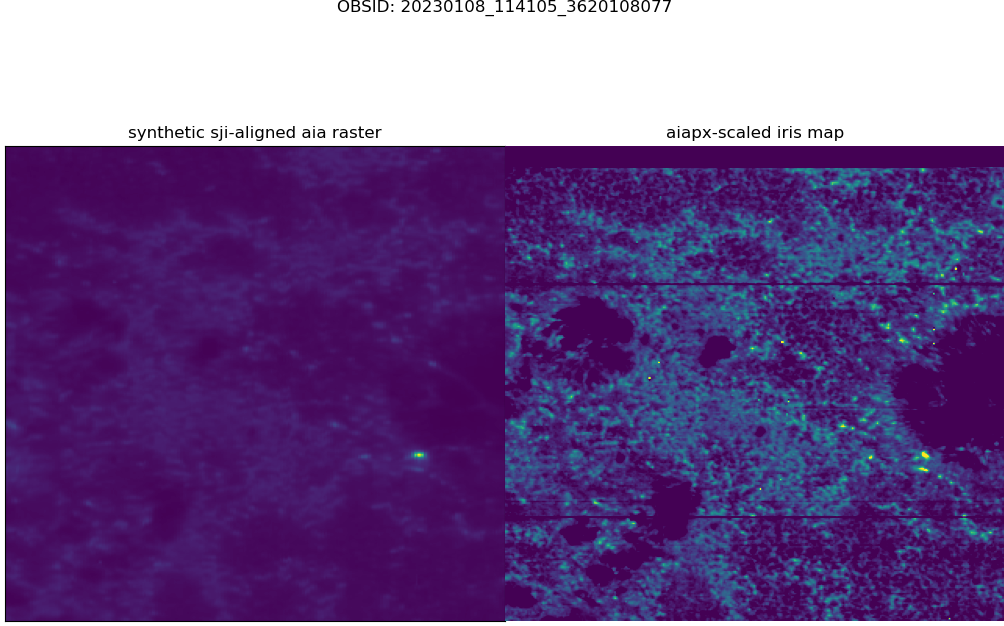 OBSID: 20230108_114105_3620108077
synthetic sji-aligned aia raster
aiapx-scaled iris map